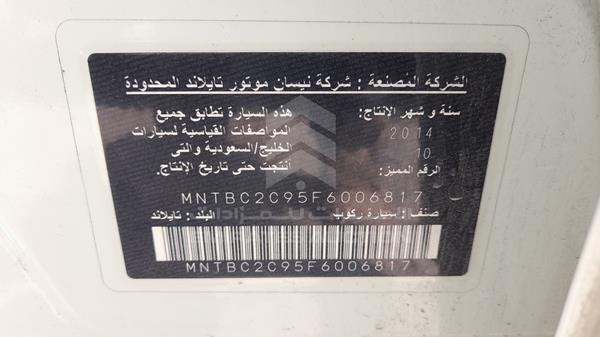 الشركة المصنعة : شركة نيسان موتور تايلاند المحدودة
سنة و شهر الانتاج:
2014
10
الرقم المميز:
هذه السيارة تطابق جميع
المواصفات القياسية لسيارات
الخليج/السعودية والتى
أنتجت حتى تاريخ الإنتاج.
MNTBC2C95F6006817
صنف : سيارة ركوب
البلد : تايلاند
MNTBC2C95F6006817